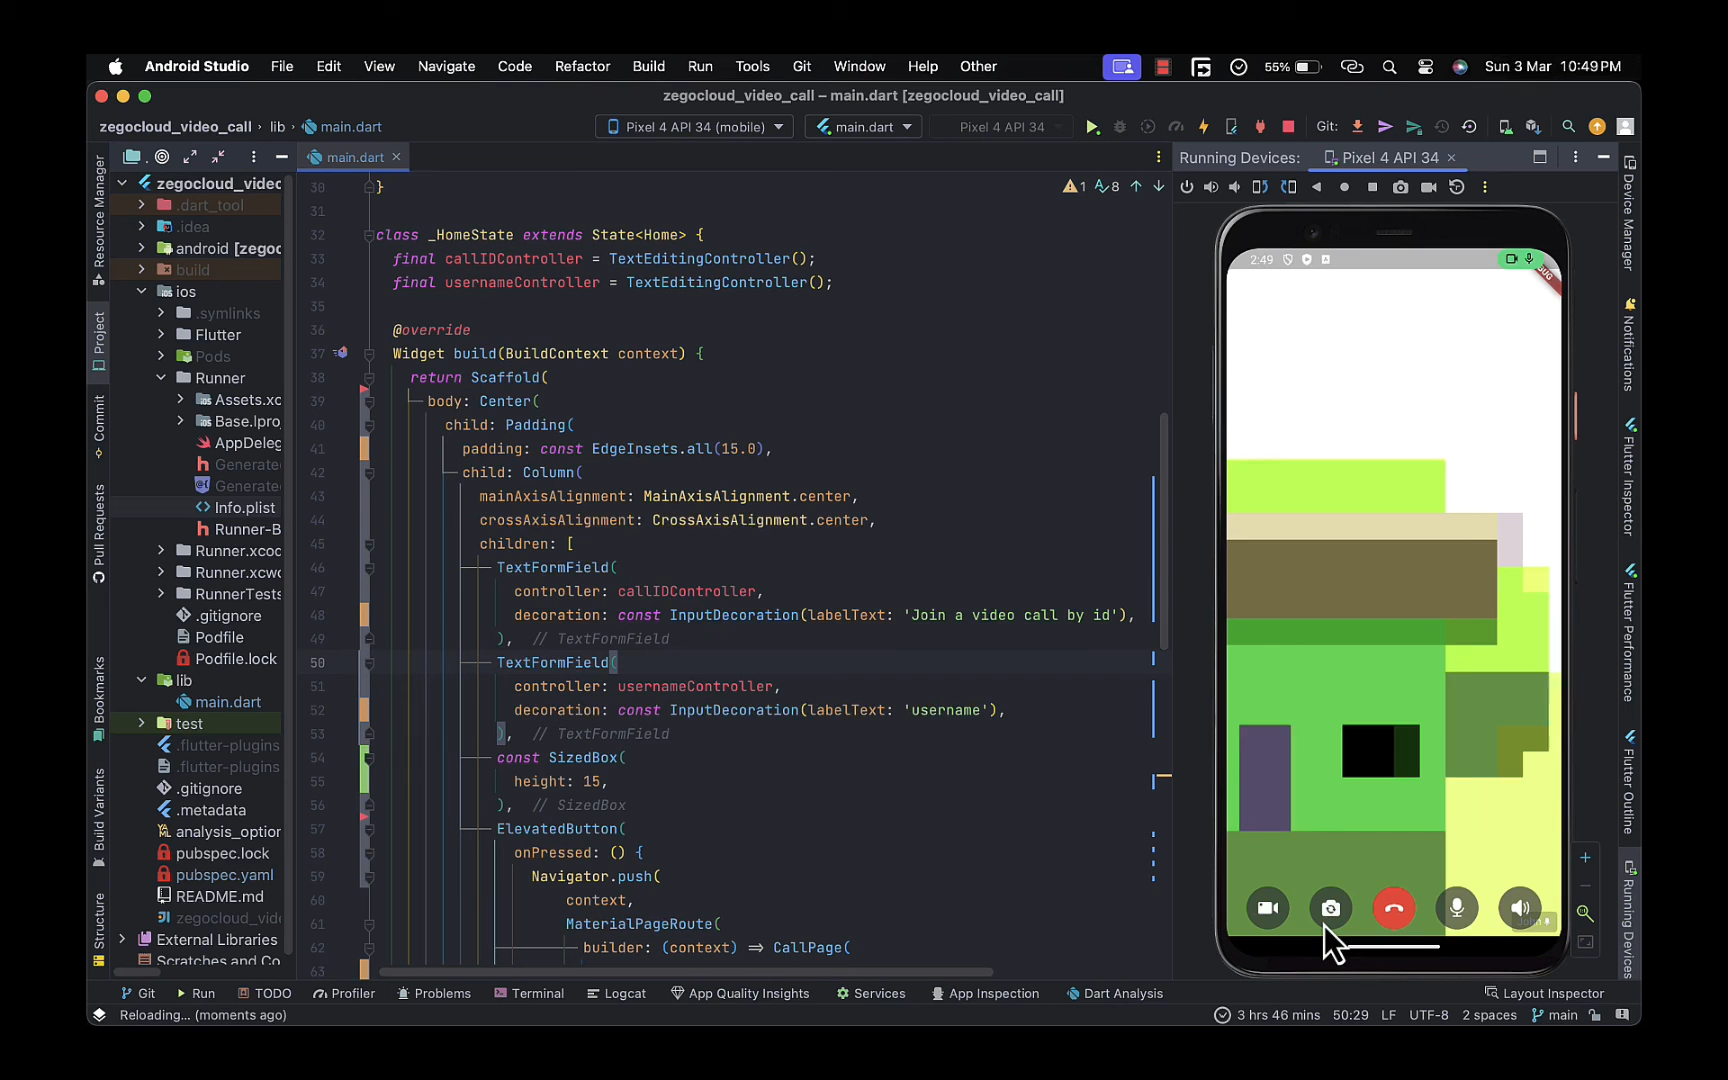 Android Studio File Edit View Navigate Code Refactor Build Run Tools Git Window Help Other 55% Sun 3 Mar 10:49 PM
zegocloud_video_call – main.dart [zegocloud_video_call]
zegocloud_video_call lib main.dart Pixel 4 API 34 (mobile) main.dart Pixel 4 API 34 Git:
main.dart Running Devices: Pixel 4 API 34
Resource Manager
Project
Commit
Pull Requests
Bookmarks
Build Variants
Structure
zegocloud_videc
.dart_tool
.idea
android [zegoc
build
ios
.symlinks
Flutter
Pods
Runner
Assets.xc
Base.lpro
AppDeleg
Generate
Generate
Info.plist
Runner-B
Runner.xcoc
Runner.xcwc
RunnerTests
.gitignore
Podfile
Podfile.lock
lib
main.dart
test
.flutter-plugins
.flutter-plugins
.gitignore
.metadata
analysis_option
pubspec.lock
pubspec.yaml
README.md
zegocloud_vide
External Libraries
Scratches and Co
1 8
30 }
31
32 class _HomeState extends State<Home> {
33 final callIDController = TextEditingController();
34 final usernameController = TextEditingController();
35
36 @override
37 Widget build(BuildContext context) {
38 return Scaffold(
39 body: Center(
40 child: Padding(
41 padding: const EdgeInsets.all(15.0),
42 child: Column(
43 mainAxisAlignment: MainAxisAlignment.center,
44 crossAxisAlignment: CrossAxisAlignment.center,
45 children: [
46 TextFormField(
47 controller: callIDController,
48 decoration: const InputDecoration(labelText: 'Join a video call by id'),
49 ), // TextFormField
50 TextFormField(
51 controller: usernameController,
52 decoration: const InputDecoration(labelText: 'username'),
53 ), // TextFormField
54 const SizedBox(
55 height: 15,
56 ), // SizedBox
57 ElevatedButton(
58 onPressed: () {
59 Navigator.push(
60 context,
61 MaterialPageRoute(
62 builder: (context) => CallPage(
63
2:49
BUG
John
Device Manager
Notifications
Flutter Inspector
Flutter Performance
Flutter Outline
Running Devices
Git Run TODO Profiler Problems Terminal Logcat App Quality Insights Services App Inspection Dart Analysis Layout Inspector
Reloading... (moments ago) 3 hrs 46 mins 50:29 LF UTF-8 2 spaces main